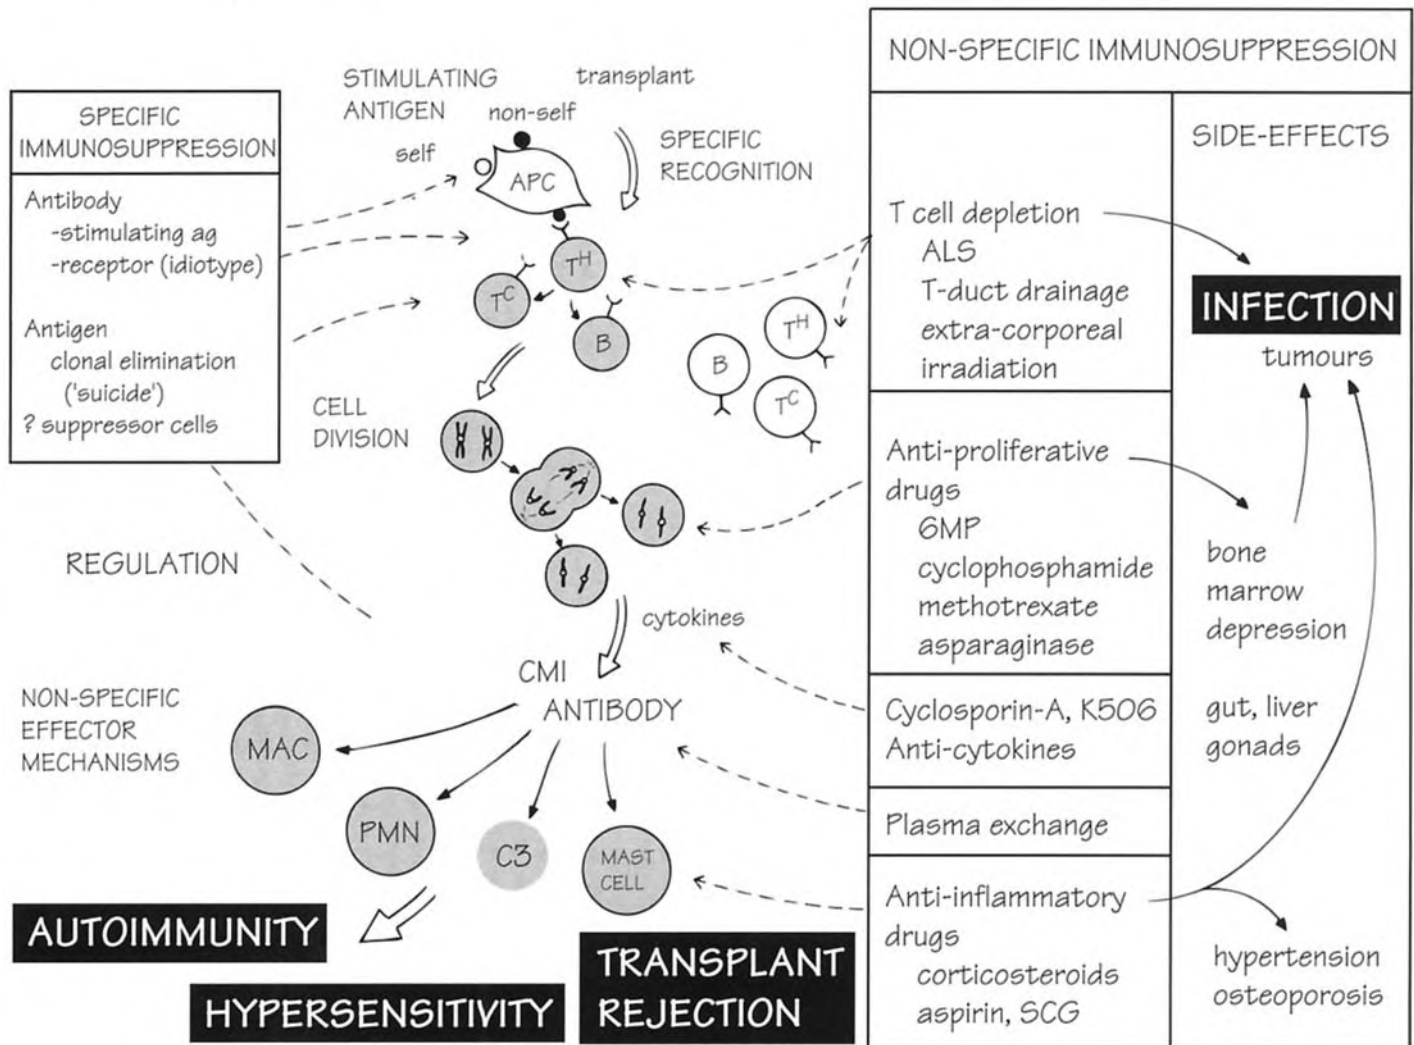 SPECIFIC
IMMUNOSUPPRESSION
Antibody
-stimulating ag
-receptor (idiotype)
Antigen
clonal elimination
('suicide')
? suppressor cells
REGULATION
STIMULATING
ANTIGEN
transplant
non-self
self
SPECIFIC
RECOGNITION
APC
T^H
T^C
B
T^H
B
T^C
CELL
DIVISION
cytokines
CMI
ANTIBODY
NON-SPECIFIC
EFFECTOR
MECHANISMS
MAC
PMN
C3
MAST
CELL
AUTOIMMUNITY
HYPERSENSITIVITY
TRANSPLANT
REJECTION
NON-SPECIFIC IMMUNOSUPPRESSION
T cell depletion
ALS
T-duct drainage
extra-corporeal
irradiation
Anti-proliferative
drugs
6MP
cyclophosphamide
methotrexate
asparaginase
Cyclosporin-A, K506
Anti-cytokines
Plasma exchange
Anti-inflammatory
drugs
corticosteroids
aspirin, SCG
SIDE-EFFECTS
INFECTION
tumours
bone
marrow
depression
gut, liver
gonads
hypertension
osteoporosis